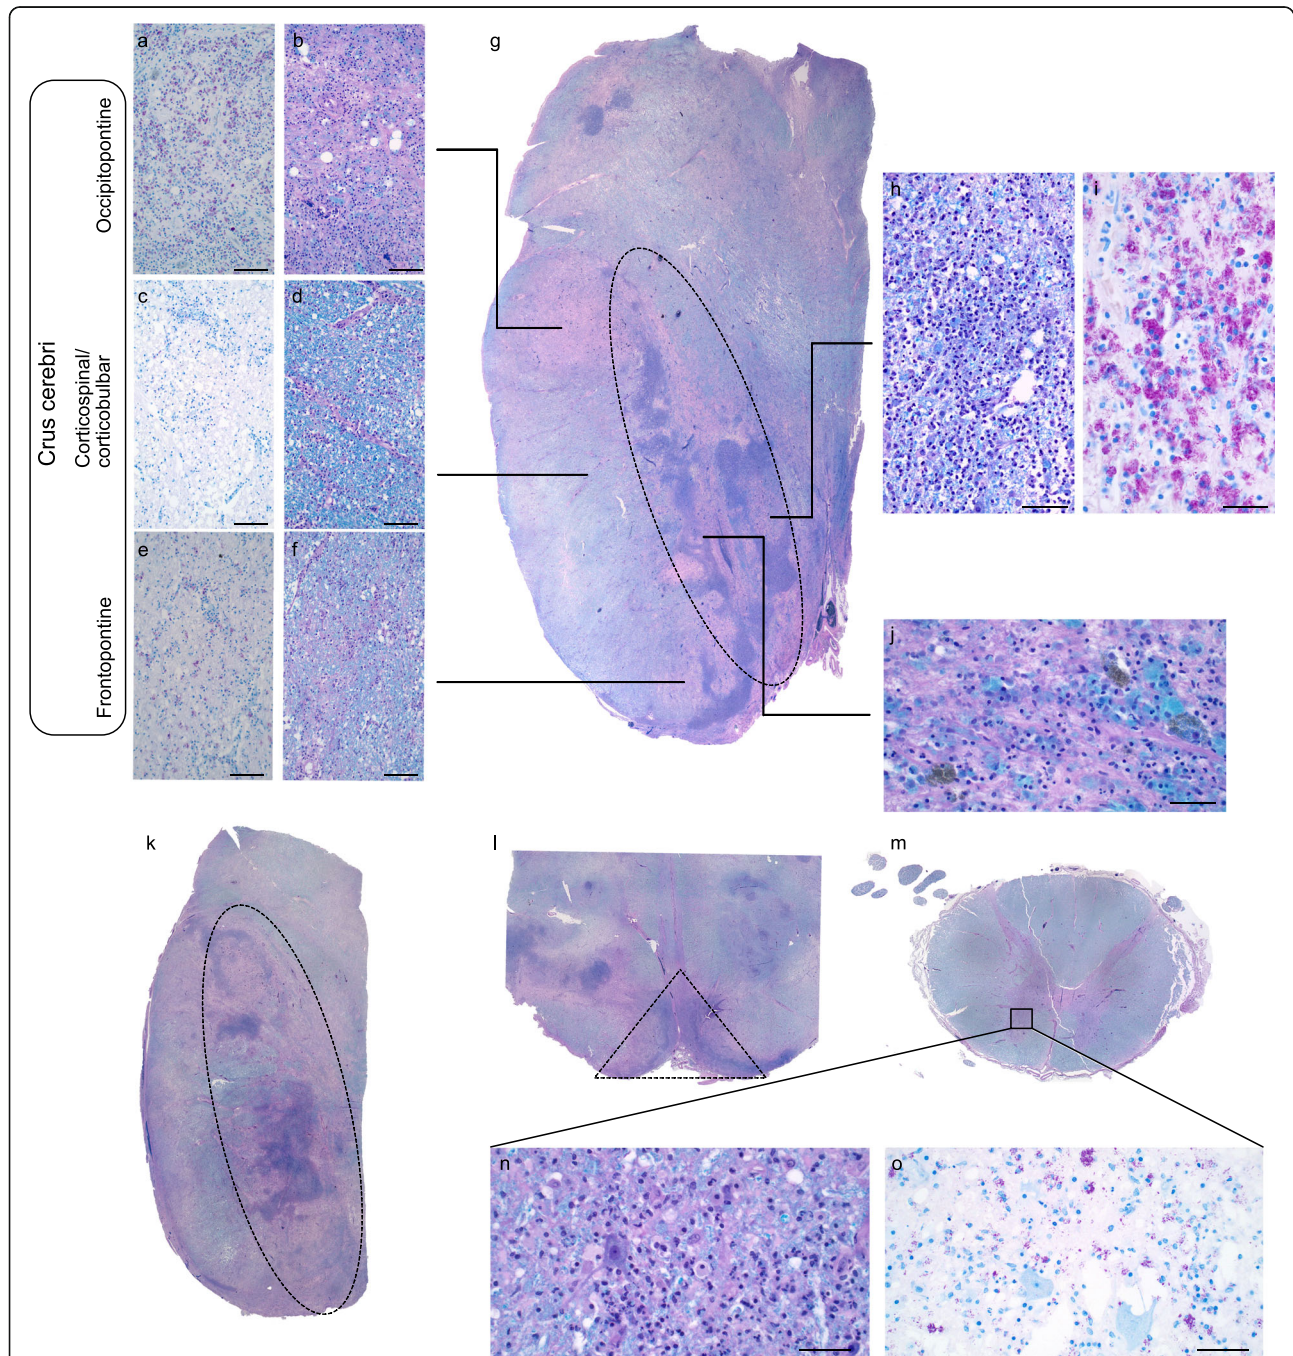 a
b
g
Occipitopontine
h
i
c
d
Crus cerebri
Corticospinal/
corticobulbar
e
f
Frontopontine
j
k
l
m
n
o